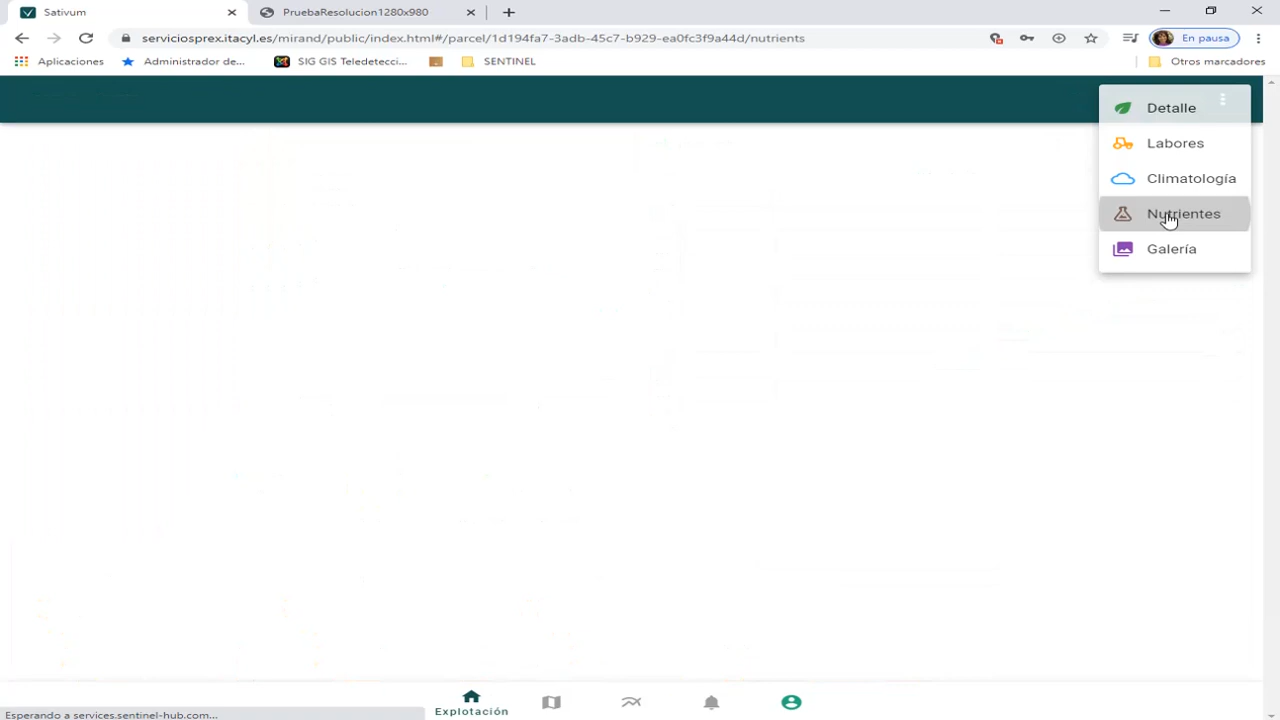 Sativum
PruebaResolucion1280x980
serviciosprex.itacyl.es/mirand/public/index.html#/parcel/1d194fa7-3adb-45c7-b929-ea0fc3f9a44d/nutrients
En pausa
Aplicaciones
Administrador de...
SIG GIS Teledetecci...
SENTINEL
Otros marcadores
Detalle
Labores
Climatología
Nutrientes
Galería
Explotación
Esperando a services.sentinel-hub.com...